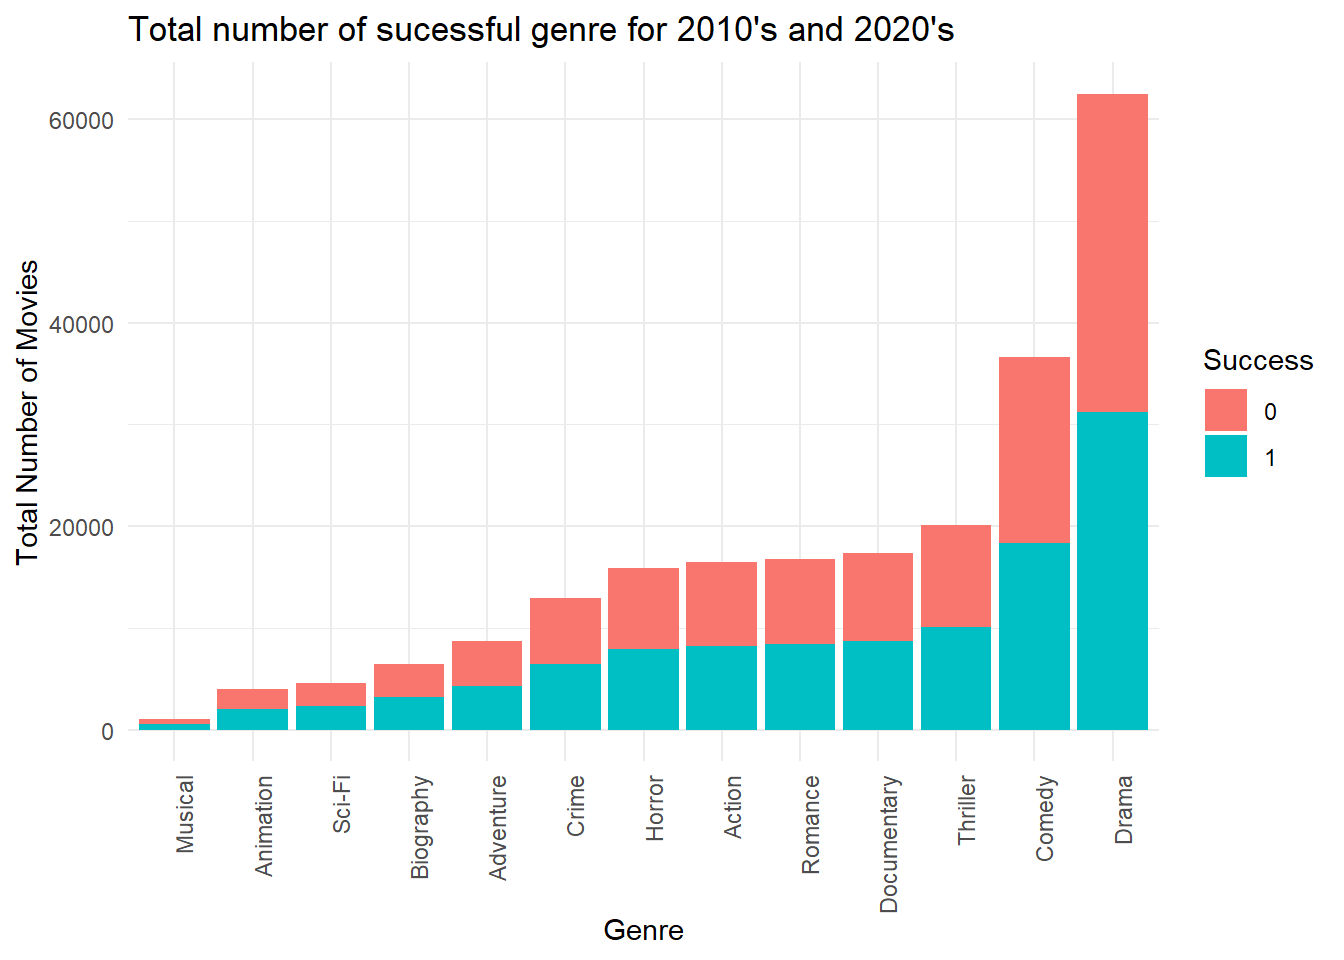 Total number of sucessful genre for 2010's and 2020's
Total Number of Movies
60000
40000
20000
0
Musical
Animation
Sci-Fi
Biography
Adventure
Crime
Horror
Action
Romance
Documentary
Thriller
Comedy
Drama
Genre
Success
0
1